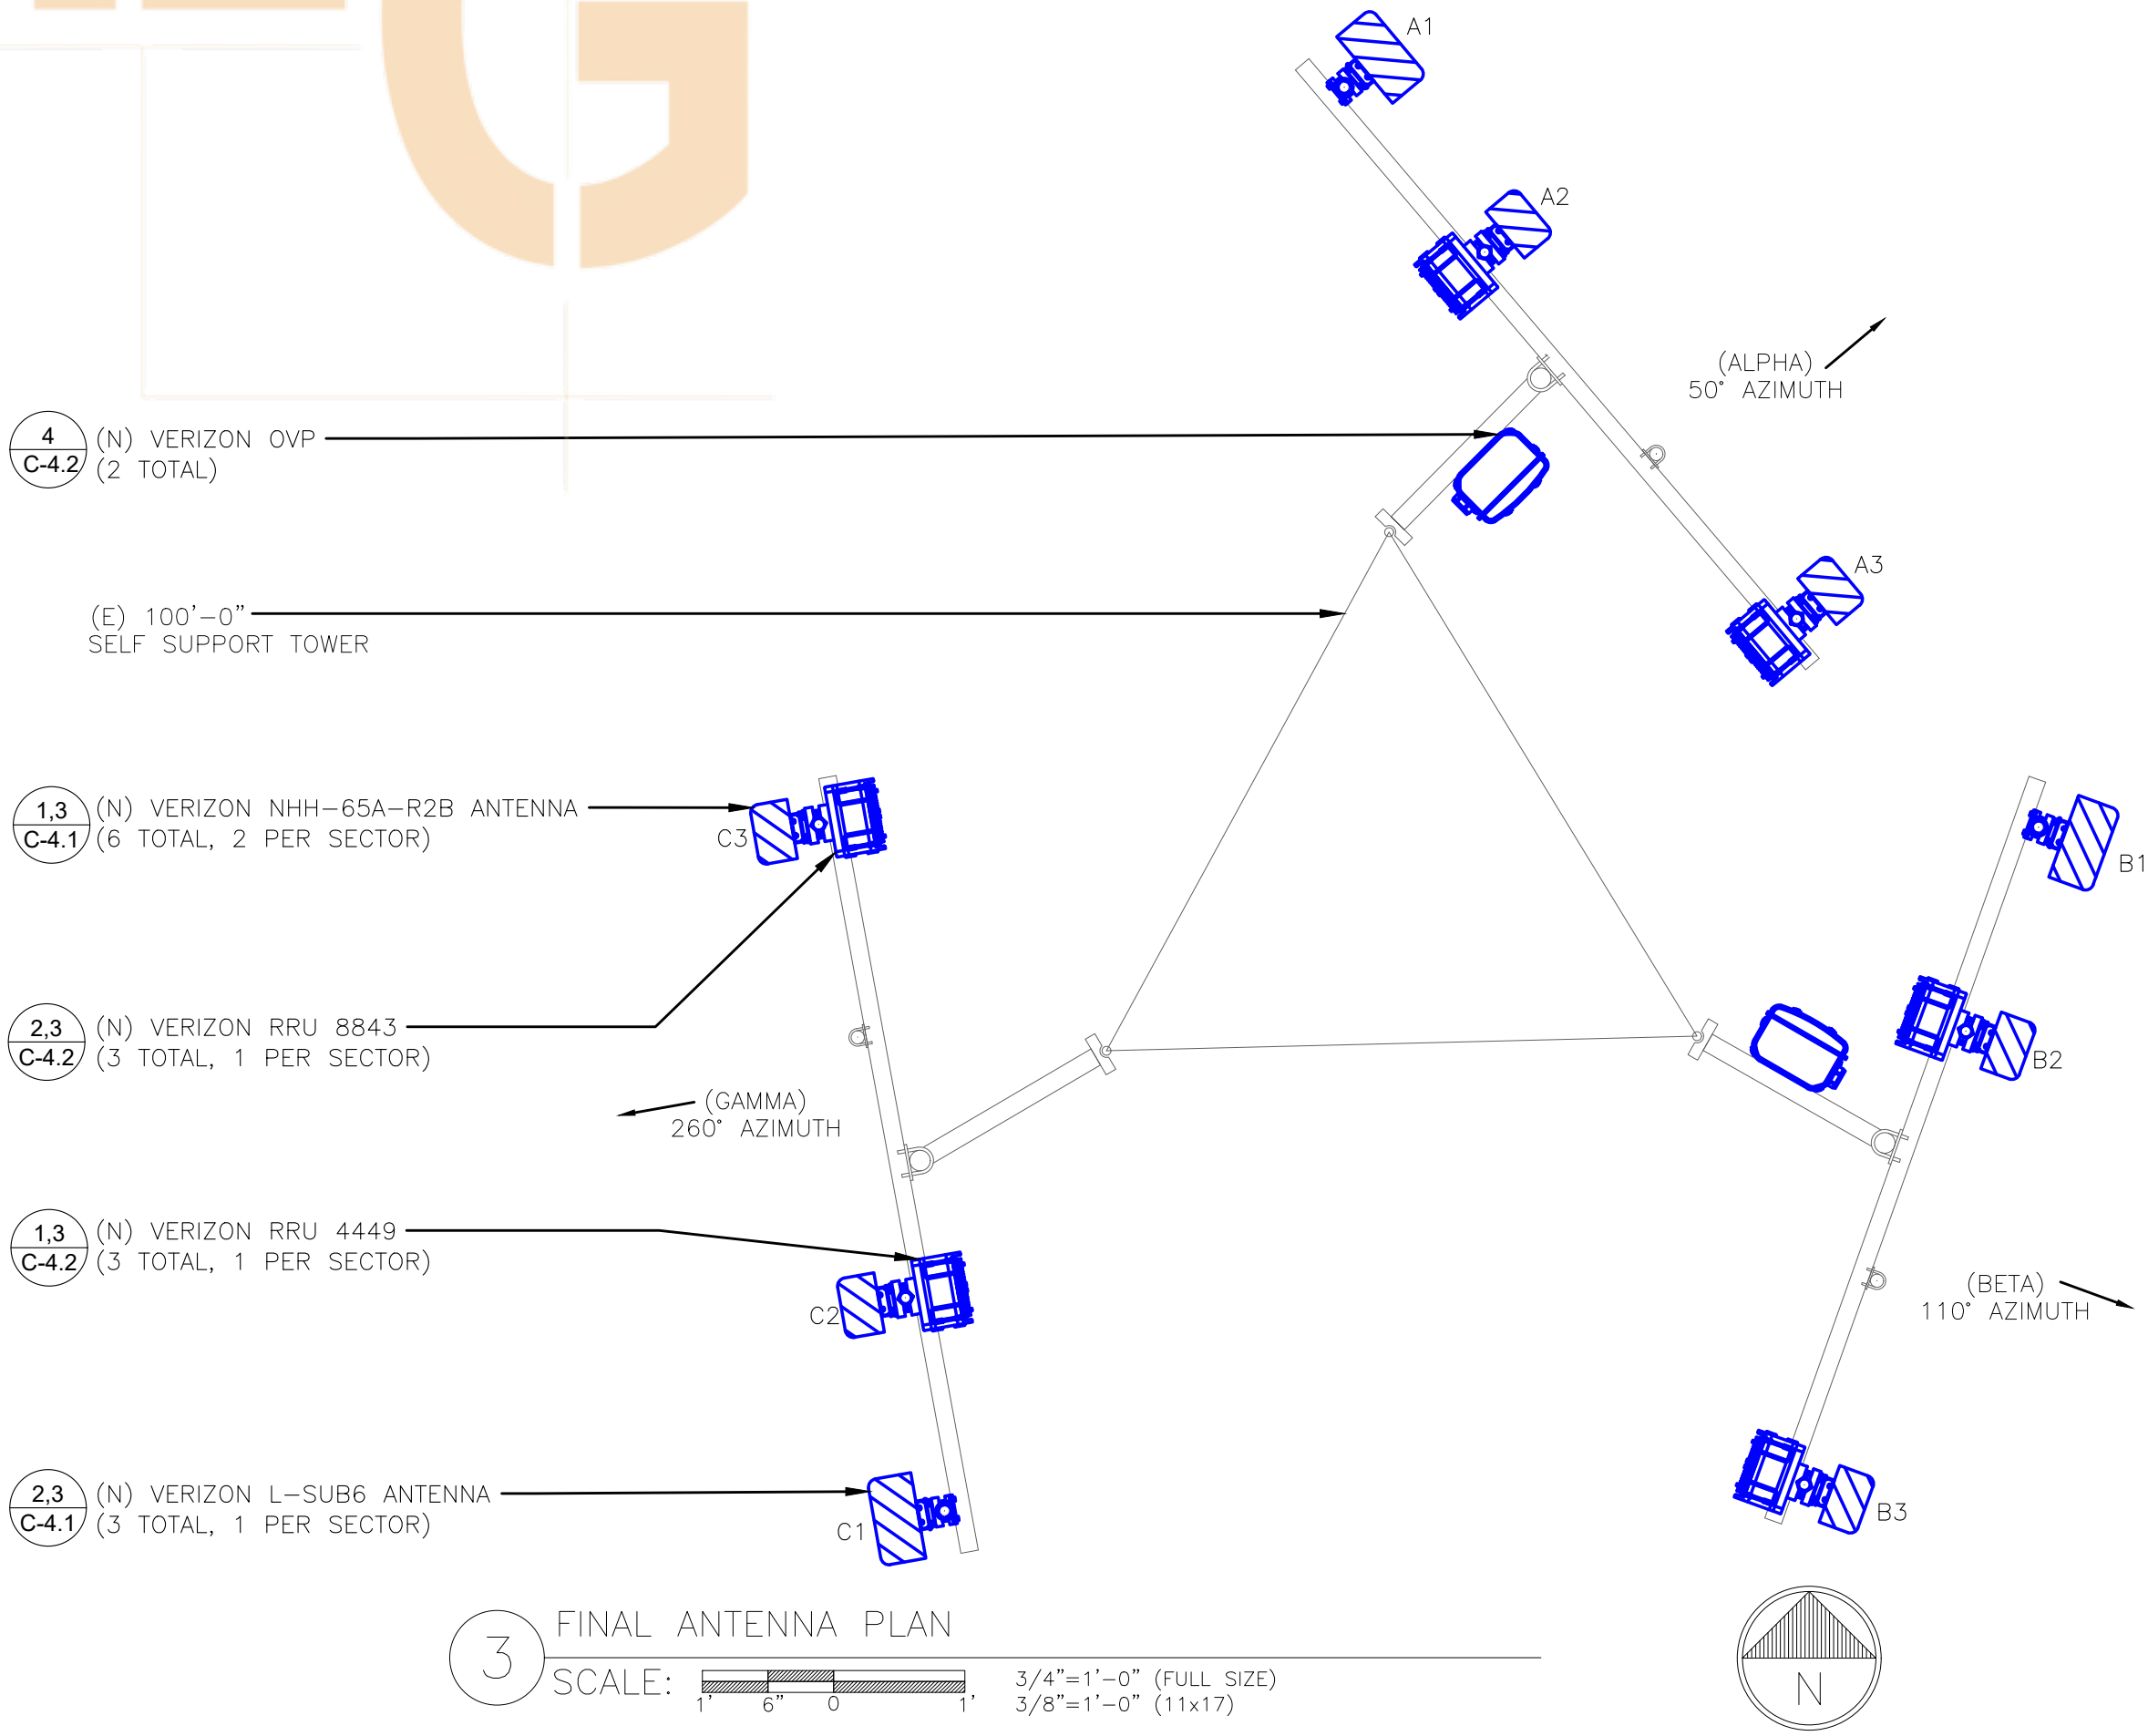 A1
A2
(ALPHA)
50° AZIMUTH
4
C-4.2
(N) VERIZON OVP
(2 TOTAL)
A3
(E) 100'-0"
SELF SUPPORT TOWER
1,3
C-4.1
(N) VERIZON NHH-65A-R2B ANTENNA
(6 TOTAL, 2 PER SECTOR)
C3
B1
2,3
C-4.2
(N) VERIZON RRU 8843
(3 TOTAL, 1 PER SECTOR)
B2
(GAMMA)
260° AZIMUTH
1,3
C-4.2
(N) VERIZON RRU 4449
(3 TOTAL, 1 PER SECTOR)
C2
(BETA)
110° AZIMUTH
2,3
C-4.1
(N) VERIZON L-SUB6 ANTENNA
(3 TOTAL, 1 PER SECTOR)
C1
B3
3
FINAL ANTENNA PLAN
SCALE:
1' 6" 0 1'
3/4"=1'-0" (FULL SIZE)
3/8"=1'-0" (11x17)
N
G